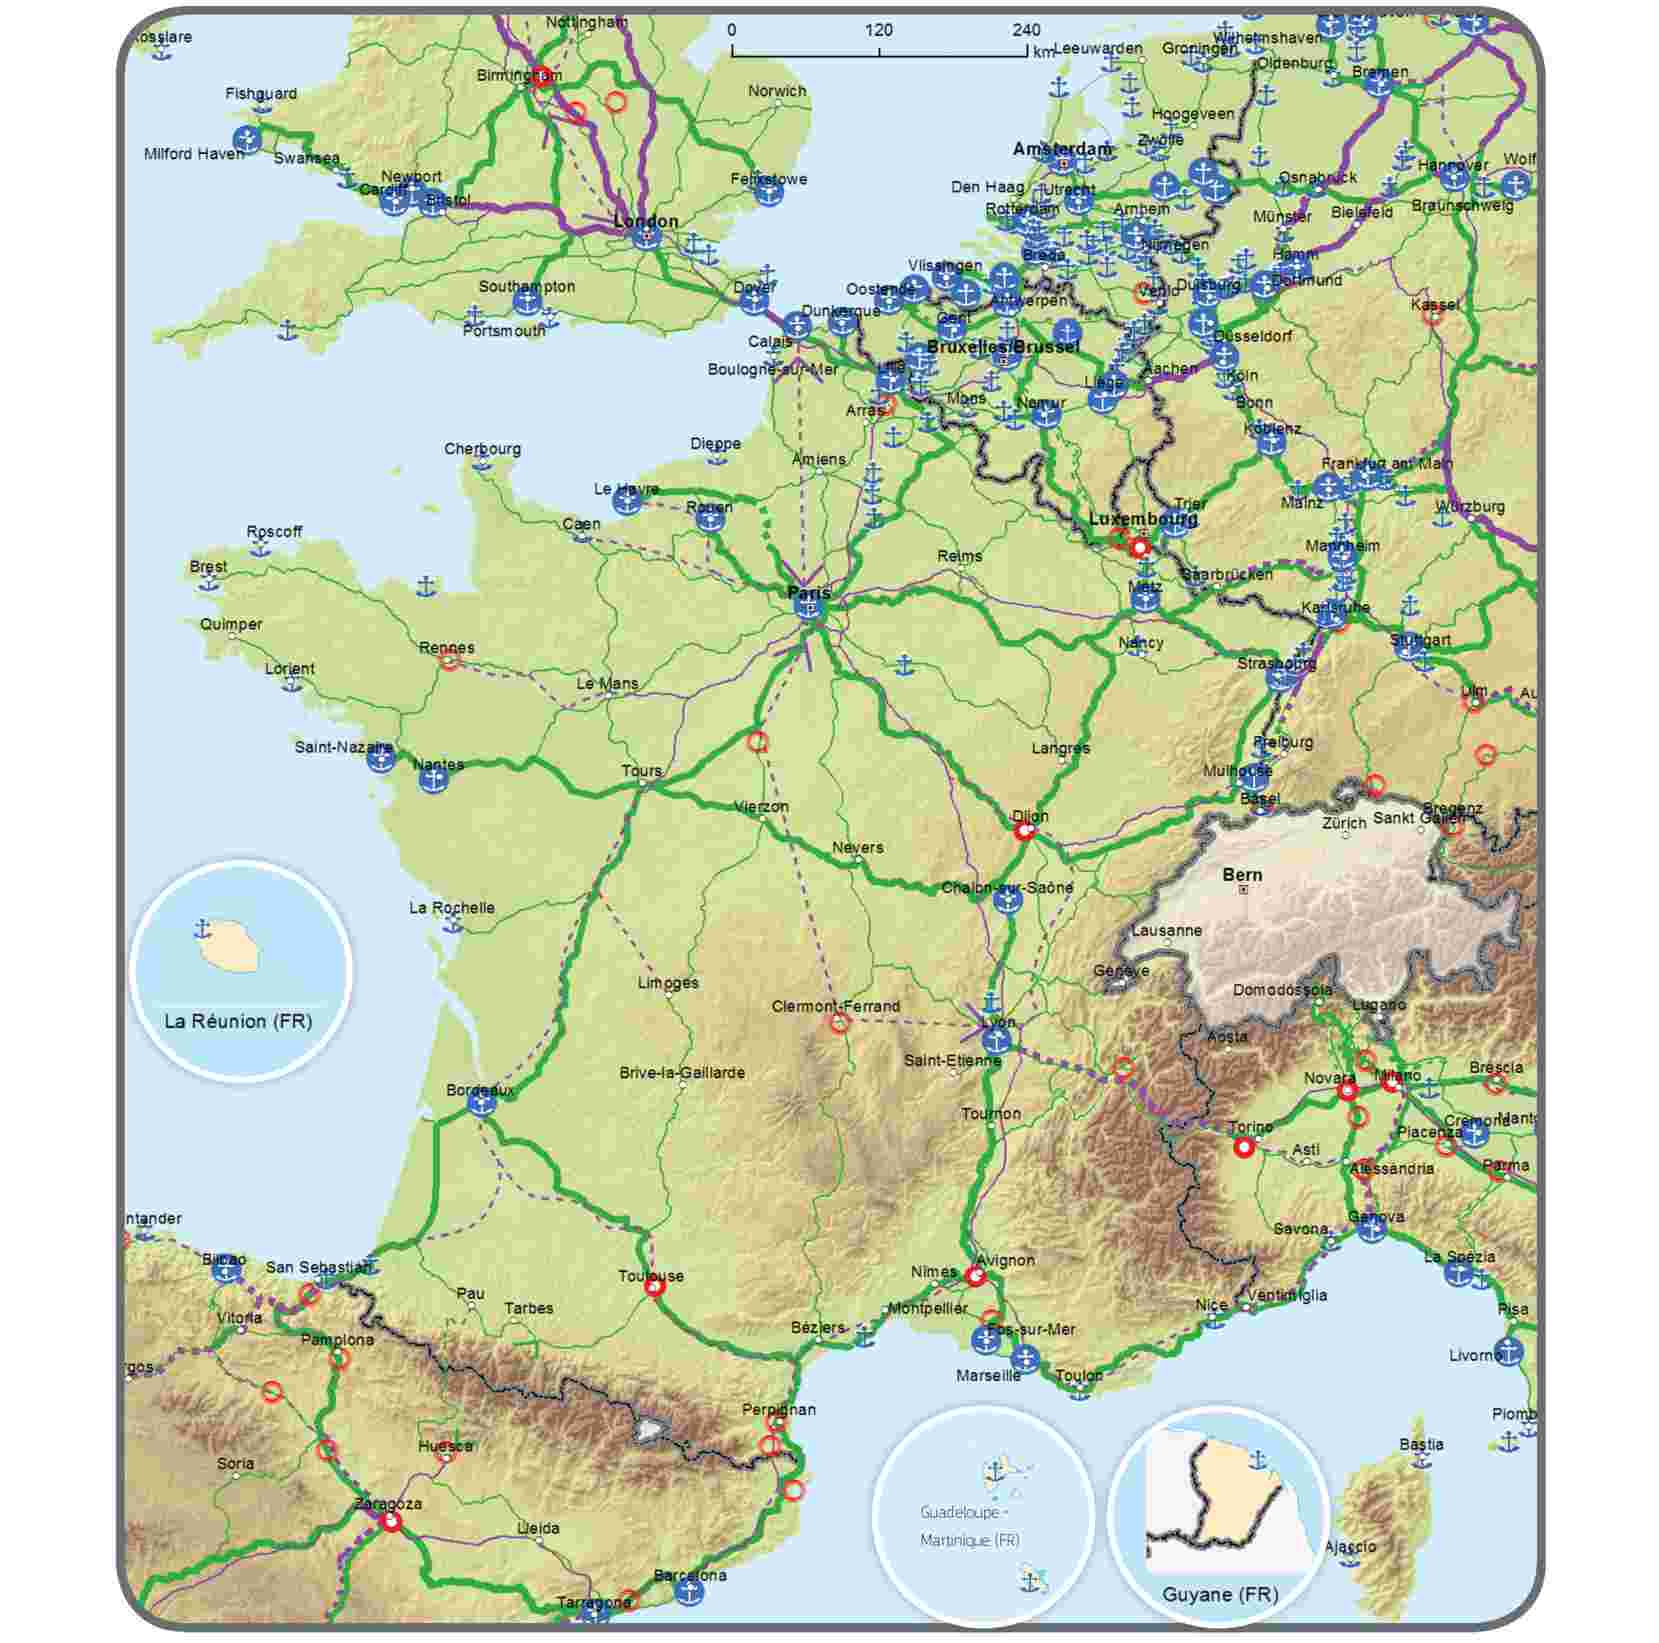 Nottingham
0 120 240
km
Leeuwarden
Groningen
Wilhelmshaven
Oldenburg
Bremen
Birmingham
Fishguard
Norwich
Hoogeveen
Zwolle
Milford Haven
Swansea
Amsterdam
Hannover
Wolf
Newport
Cardiff
Bristol
Felixstowe
Den Haag
Utrecht
Osnabrück
Braunschweig
Rotterdam
Arnhem
Münster
Bielefeld
London
Nijmegen
Breda
Hamm
Vlissingen
Southampton
Dover
Oostende
Antwerpen
Venlo
Duisburg
Dortmund
Portsmouth
Dunkerque
Gent
Kassel
Calais
Bruxelles/Brussel
Düsseldorf
Boulogne-sur-Mer
Lille
Liège
Aachen
Köln
Arras
Mons
Namur
Bonn
Cherbourg
Dieppe
Koblenz
Amiens
Frankfurt am Main
Le Havre
Rouen
Mainz
Würzburg
Trier
Luxembourg
Caen
Roscoff
Mannheim
Reims
Brest
Saarbrücken
Metz
Paris
Karlsruhe
Quimper
Nancy
Stuttgart
Rennes
Lorient
Strasbourg
Le Mans
Ulm
Au
Saint-Nazaire
Nantes
Langres
Freiburg
Tours
Mulhouse
Basel
Vierzon
Dijon
Bregenz
Zürich
Sankt Gallen
Nevers
Bern
Chalon-sur-Saône
La Rochelle
Lausanne
Limoges
Genève
Domodossola
Lugano
Clermont-Ferrand
La Réunion (FR)
Lyon
Aosta
Saint-Etienne
Brive-la-Gaillarde
Novara
Milano
Brescia
Bordeaux
Tournon
Torino
Cremona
Mant
Piacenza
Asti
Alessandria
Parma
ntander
Genova
Savona
Bilbao
San Sebastian
Toulouse
Avignon
La Spezia
Nîmes
Pau
Tarbes
Montpellier
Nice
Ventimiglia
Pisa
Vitoria
Béziers
Fos-sur-Mer
Pamplona
Livorno
rgos
Marseille
Toulon
Perpignan
Piomb
Huesca
Bastia
Soria
Zaragoza
Guadeloupe -
Martinique (FR)
Lleida
Ajaccio
Barcelona
Guyane (FR)
Tarragona